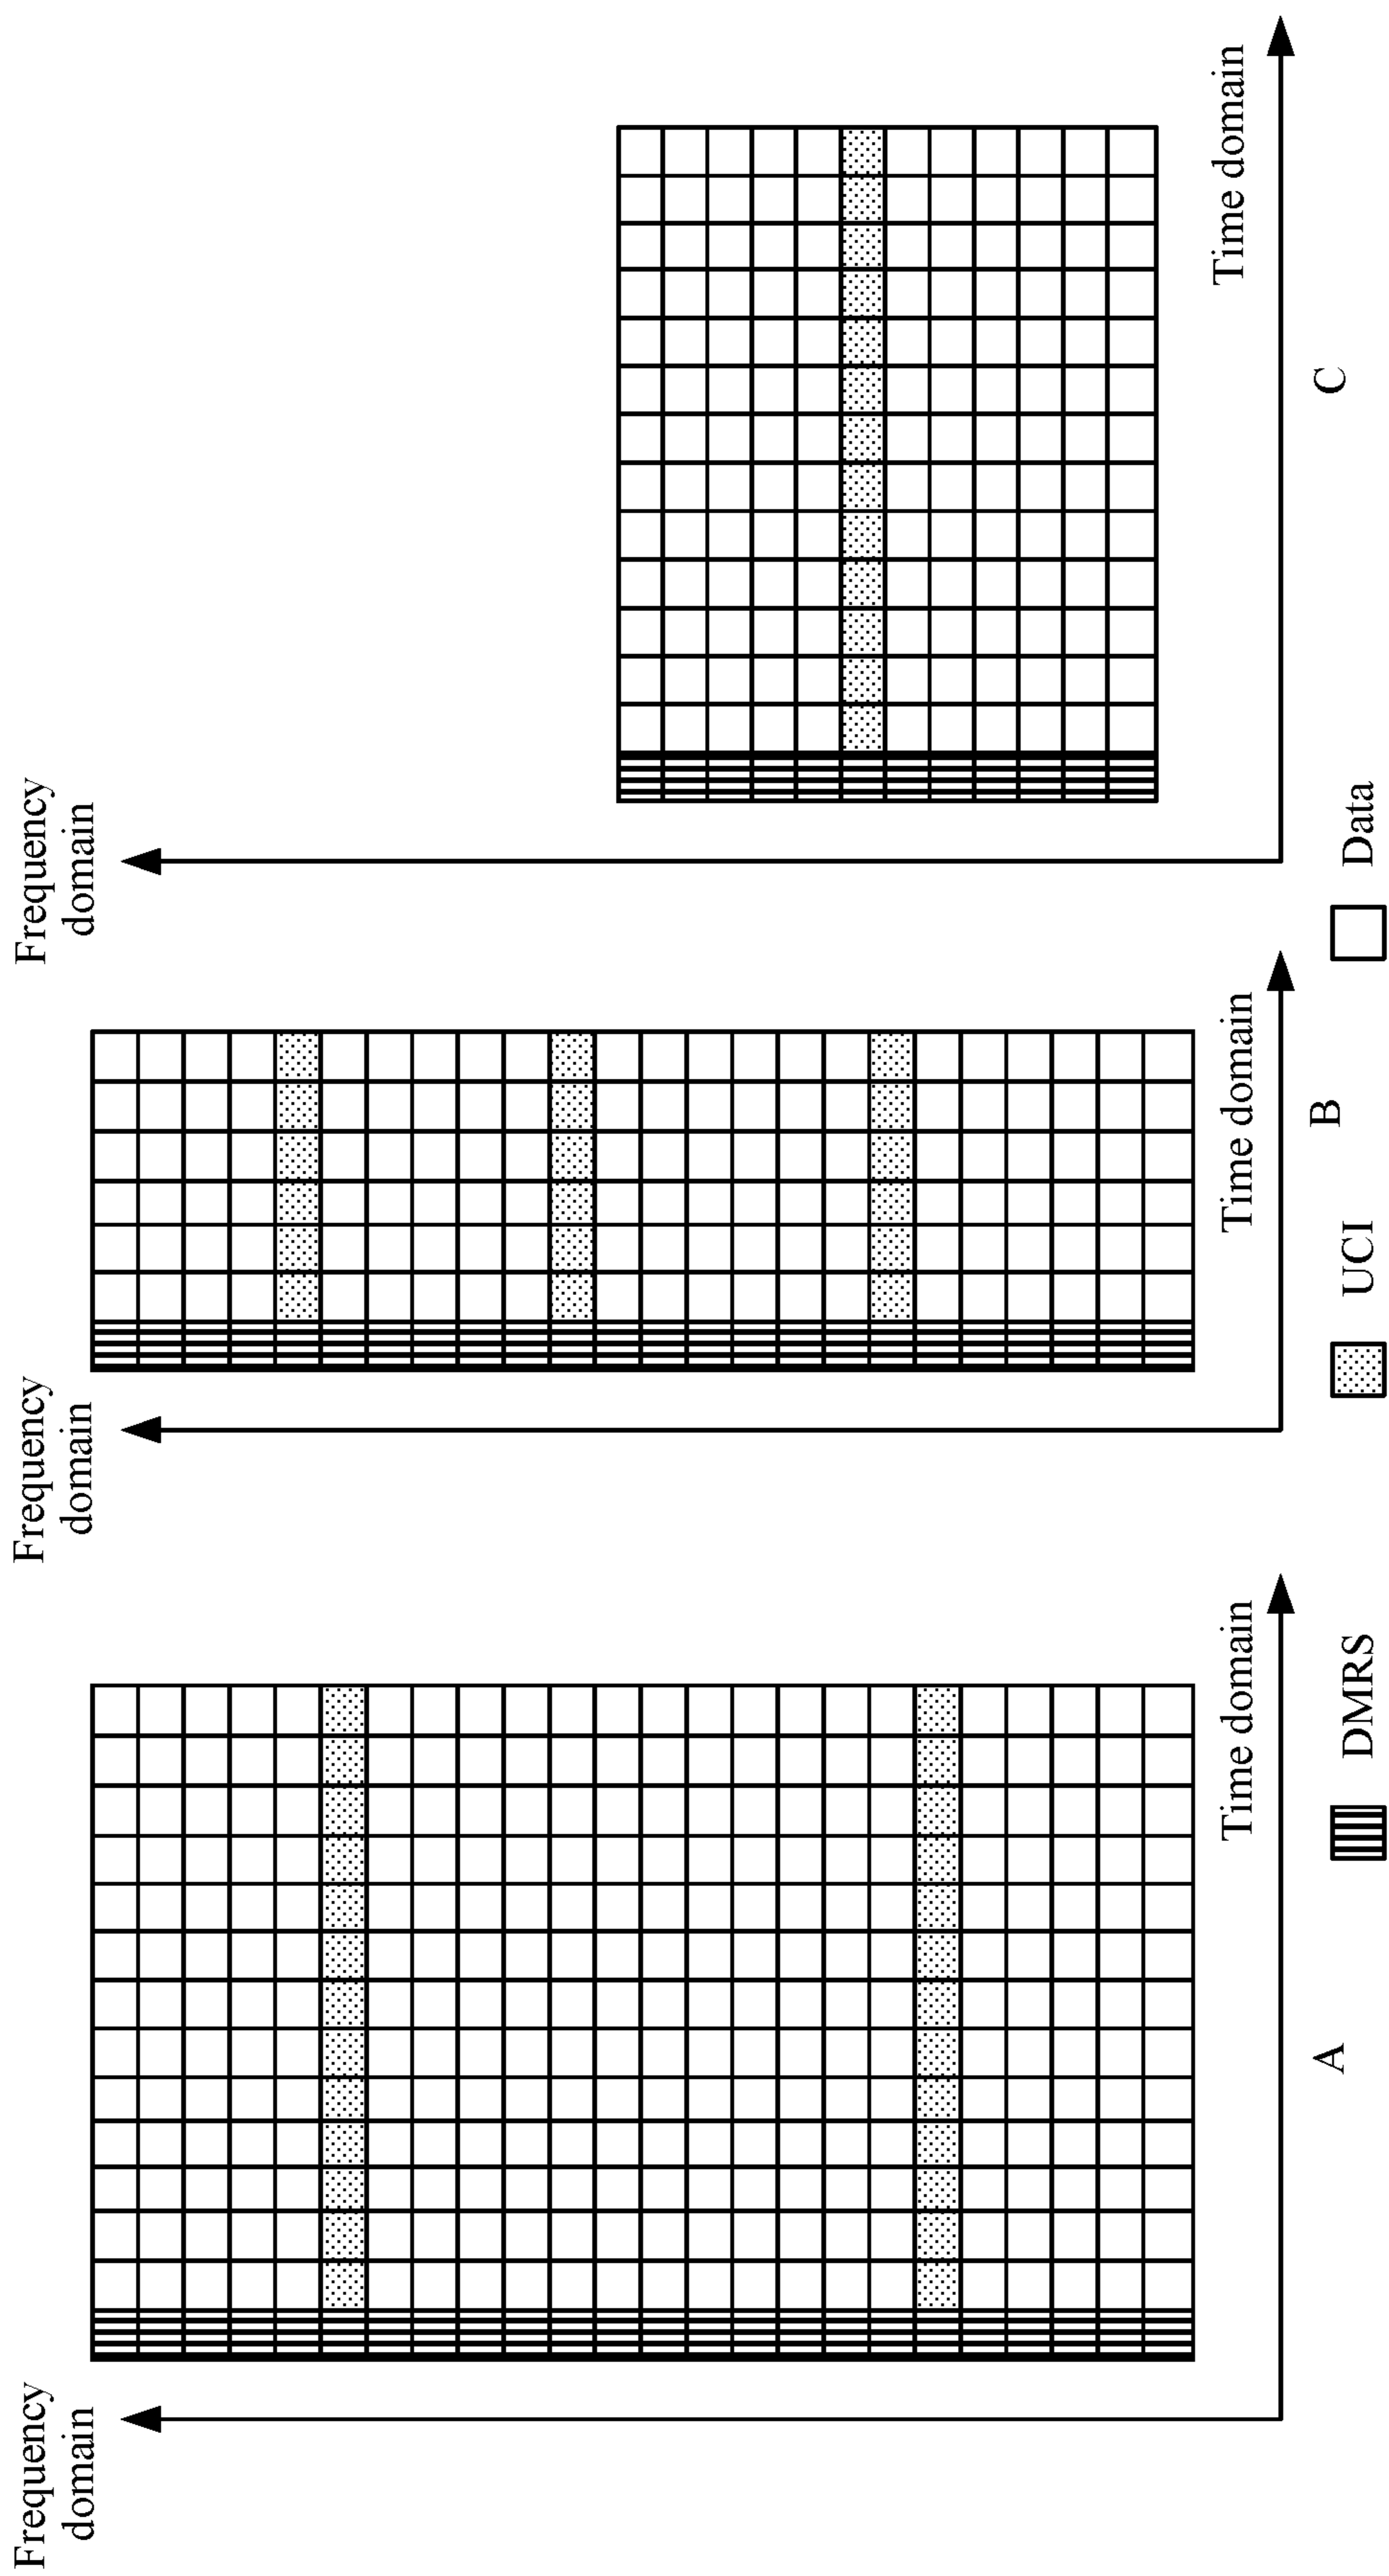 Frequency
domain
Time domain
A
Frequency
domain
Time domain
B
Frequency
domain
Time domain
C
DMRS
UCI
Data